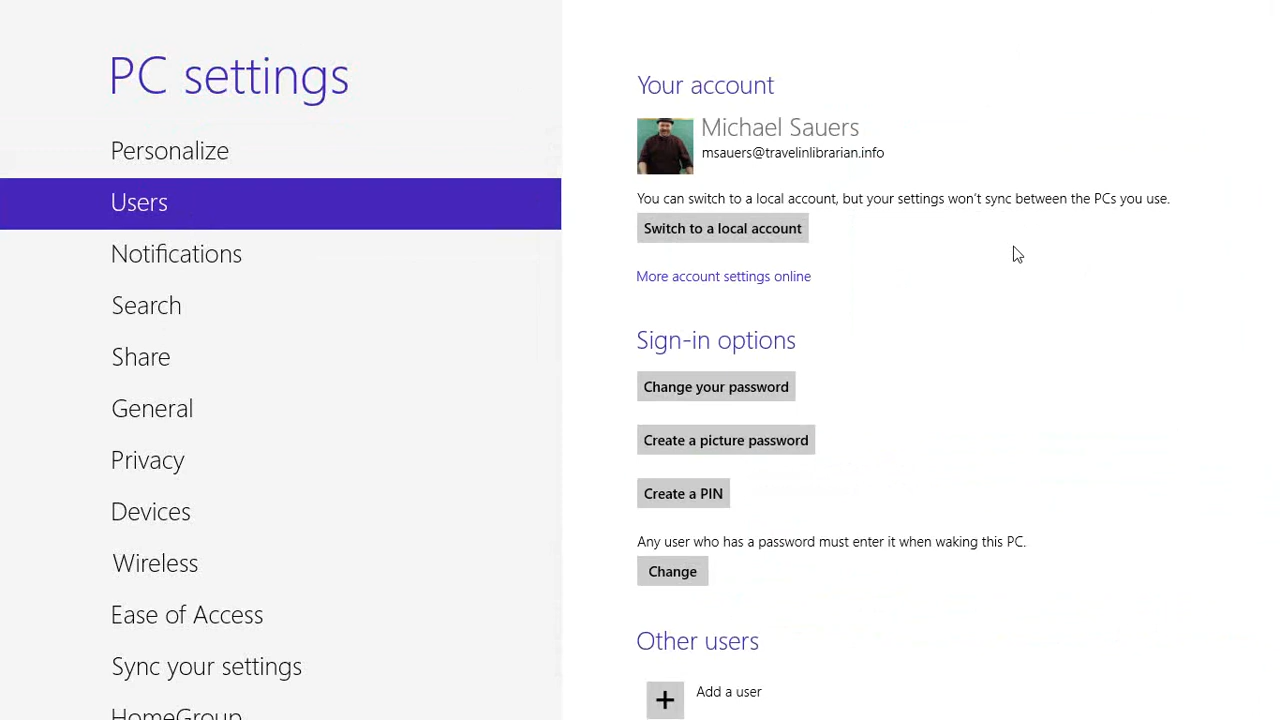 PC settings
Personalize
Users
Notifications
Search
Share
General
Privacy
Devices
Wireless
Ease of Access
Sync your settings
HomeGroup
Your account
Michael Sauers
msauers@travelinlibrarian.info
You can switch to a local account, but your settings won't sync between the PCs you use.
Switch to a local account
More account settings online
Sign-in options
Change your password
Create a picture password
Create a PIN
Any user who has a password must enter it when waking this PC.
Change
Other users
Add a user